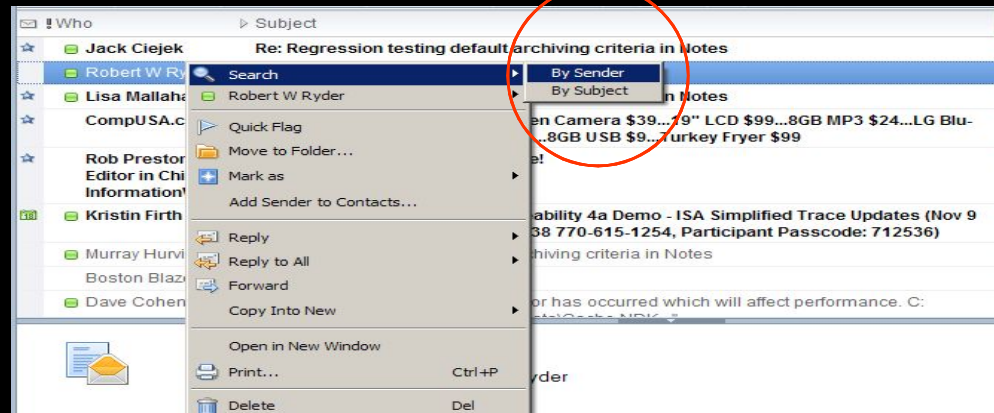 ! Who Subject
Jack Ciejek Re: Regression testing default archiving criteria in Notes
Robert W Ry
Search
By Sender
By Subject
Robert W Ryder
Lisa Mallaha
n Notes
CompUSA.c
en Camera $39...19" LCD $99...8GB MP3 $24...LG Blu-
...8GB USB $9...Turkey Fryer $99
Quick Flag
Move to Folder...
Rob Prestor
e!
Editor in Chi
Mark as
Information
Add Sender to Contacts...
18
Kristin Firth
ability 4a Demo - ISA Simplified Trace Updates (Nov 9
38 770-615-1254, Participant Passcode: 712536)
Reply
Murray Hurvi
hiving criteria in Notes
Reply to All
Boston Blaz
Forward
Dave Cohen
or has occurred which will affect performance. C:
Copy Into New
Open in New Window
Print... Ctrl+P
yder
Delete Del